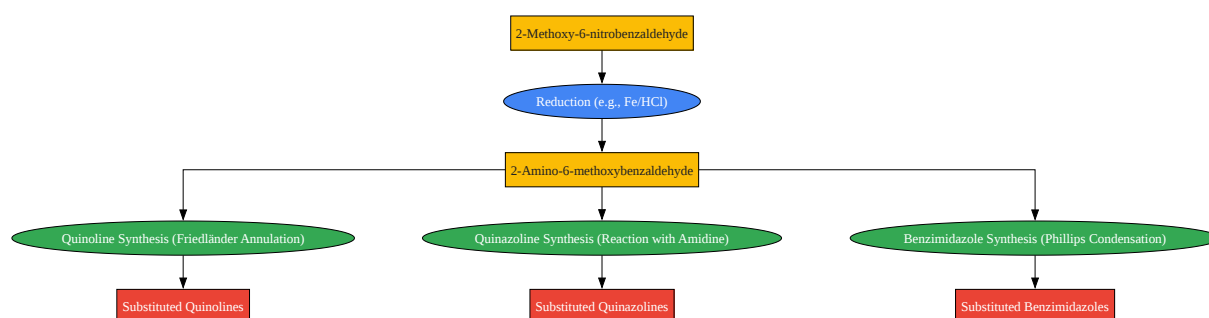 2-Methoxy-6-nitrobenzaldehyde
Reduction (e.g., Fe/HCl)
2-Amino-6-methoxybenzaldehyde
Quinoline Synthesis (Friedländer Annulation)
Quinazoline Synthesis (Reaction with Amidine)
Benzimidazole Synthesis (Phillips Condensation)
Substituted Quinolines
Substituted Quinazolines
Substituted Benzimidazoles